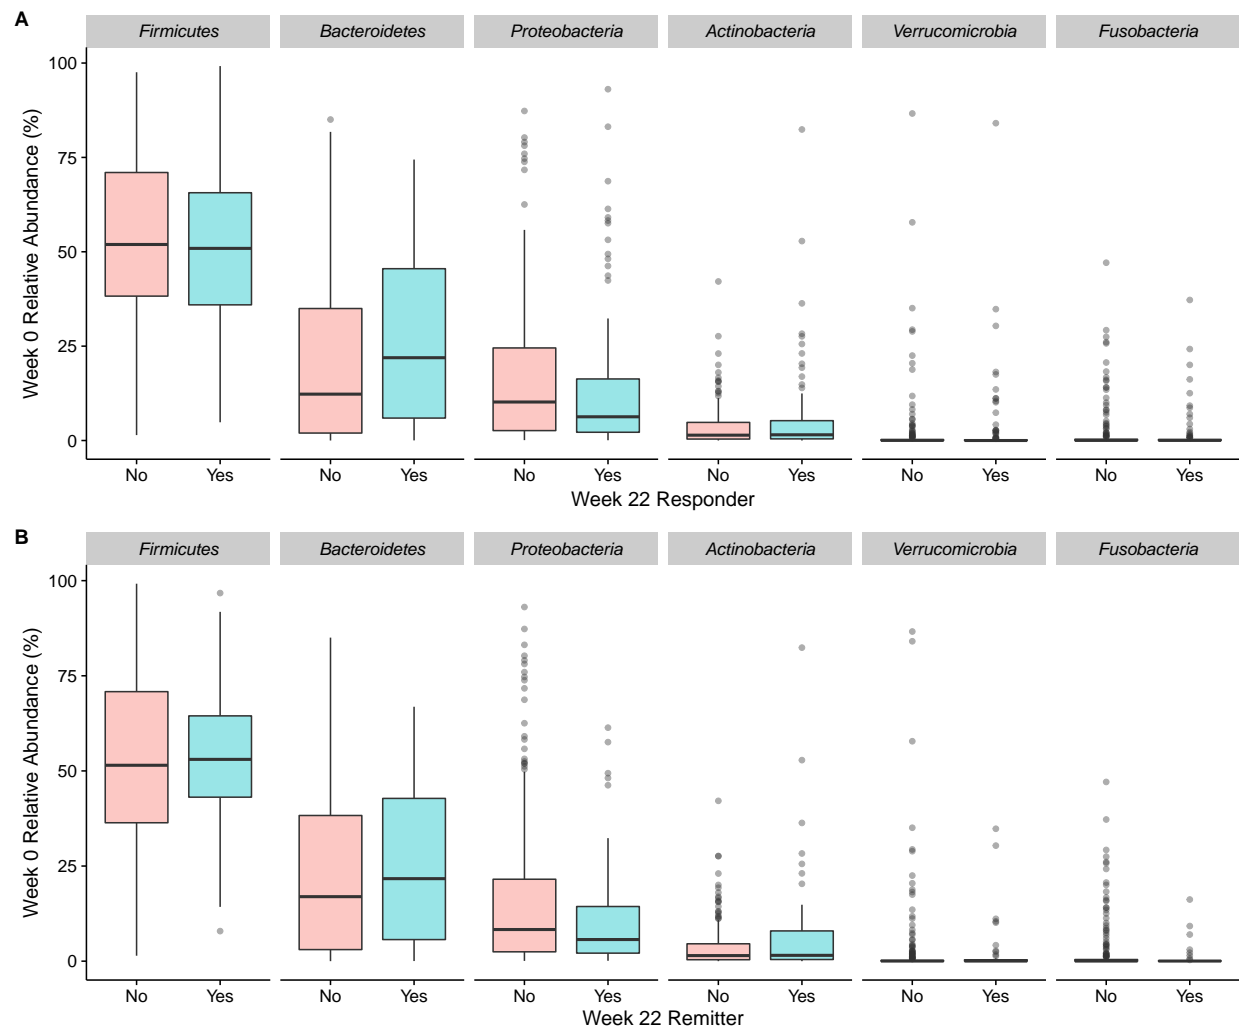 A
Firmicutes Bacteroidetes Proteobacteria Actinobacteria Verrucomicrobia Fusobacteria
Week 0 Relative Abundance (%)
100
75
50
25
0
No Yes No Yes No Yes No Yes No Yes No Yes
Week 22 Responder
B
Firmicutes Bacteroidetes Proteobacteria Actinobacteria Verrucomicrobia Fusobacteria
Week 0 Relative Abundance (%)
100
75
50
25
0
No Yes No Yes No Yes No Yes No Yes No Yes
Week 22 Remitter